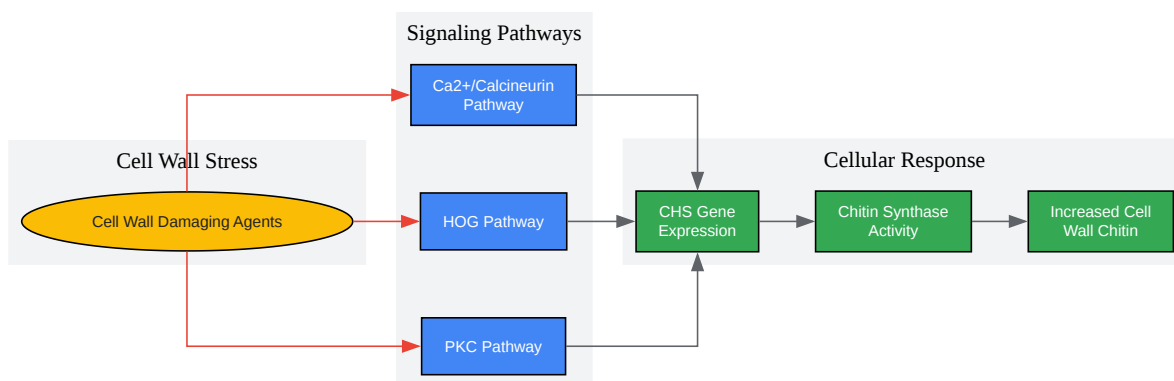 Signaling Pathways
Ca2+/Calcineurin
Pathway
Cell Wall Stress
Cell Wall Damaging Agents
HOG Pathway
PKC Pathway
Cellular Response
CHS Gene
Expression
Chitin Synthase
Activity
Increased Cell
Wall Chitin